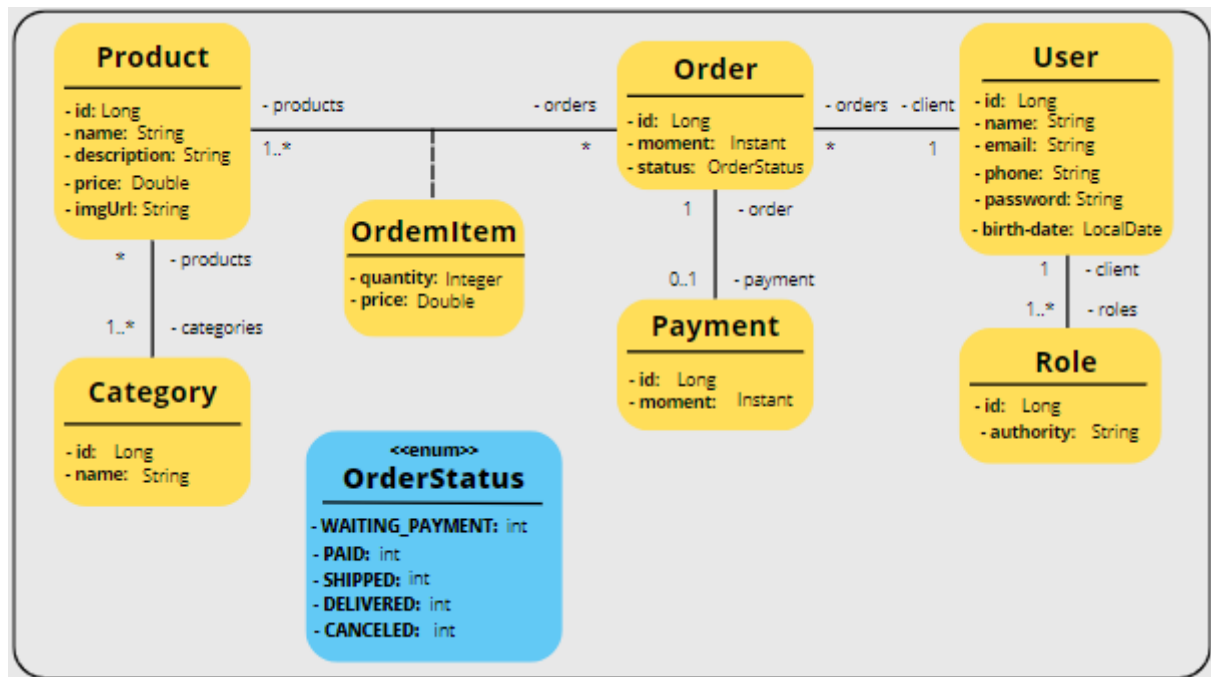 Product
- id: Long
- name: String
- description: String
- price: Double
- imgUrl: String
- products
1..*
- orders
*
Order
- id: Long
- moment: Instant
- status: OrderStatus
- orders - client
* 1
User
- id: Long
- name: String
- email: String
- phone: String
- password: String
- birth-date: LocalDate
OrdemItem
- quantity: Integer
- price: Double
* - products
1..* - categories
1 - order
0..1 - payment
1 - client
1..* - roles
Category
- id: Long
- name: String
Payment
- id: Long
- moment: Instant
Role
- id: Long
- authority: String
<<enum>>
OrderStatus
- WAITING_PAYMENT: int
- PAID: int
- SHIPPED: int
- DELIVERED: int
- CANCELED: int